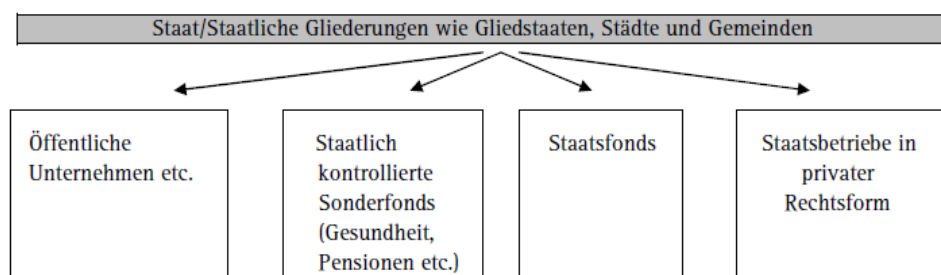 Staat/Staatliche Gliederungen wie Gliedstaaten, Städte und Gemeinden
Öffentliche
Unternehmen etc.
Staatlich
kontrollierte
Sonderfonds
(Gesundheit,
Pensionen etc.)
Staatsfonds
Staatsbetriebe in
privater
Rechtsform